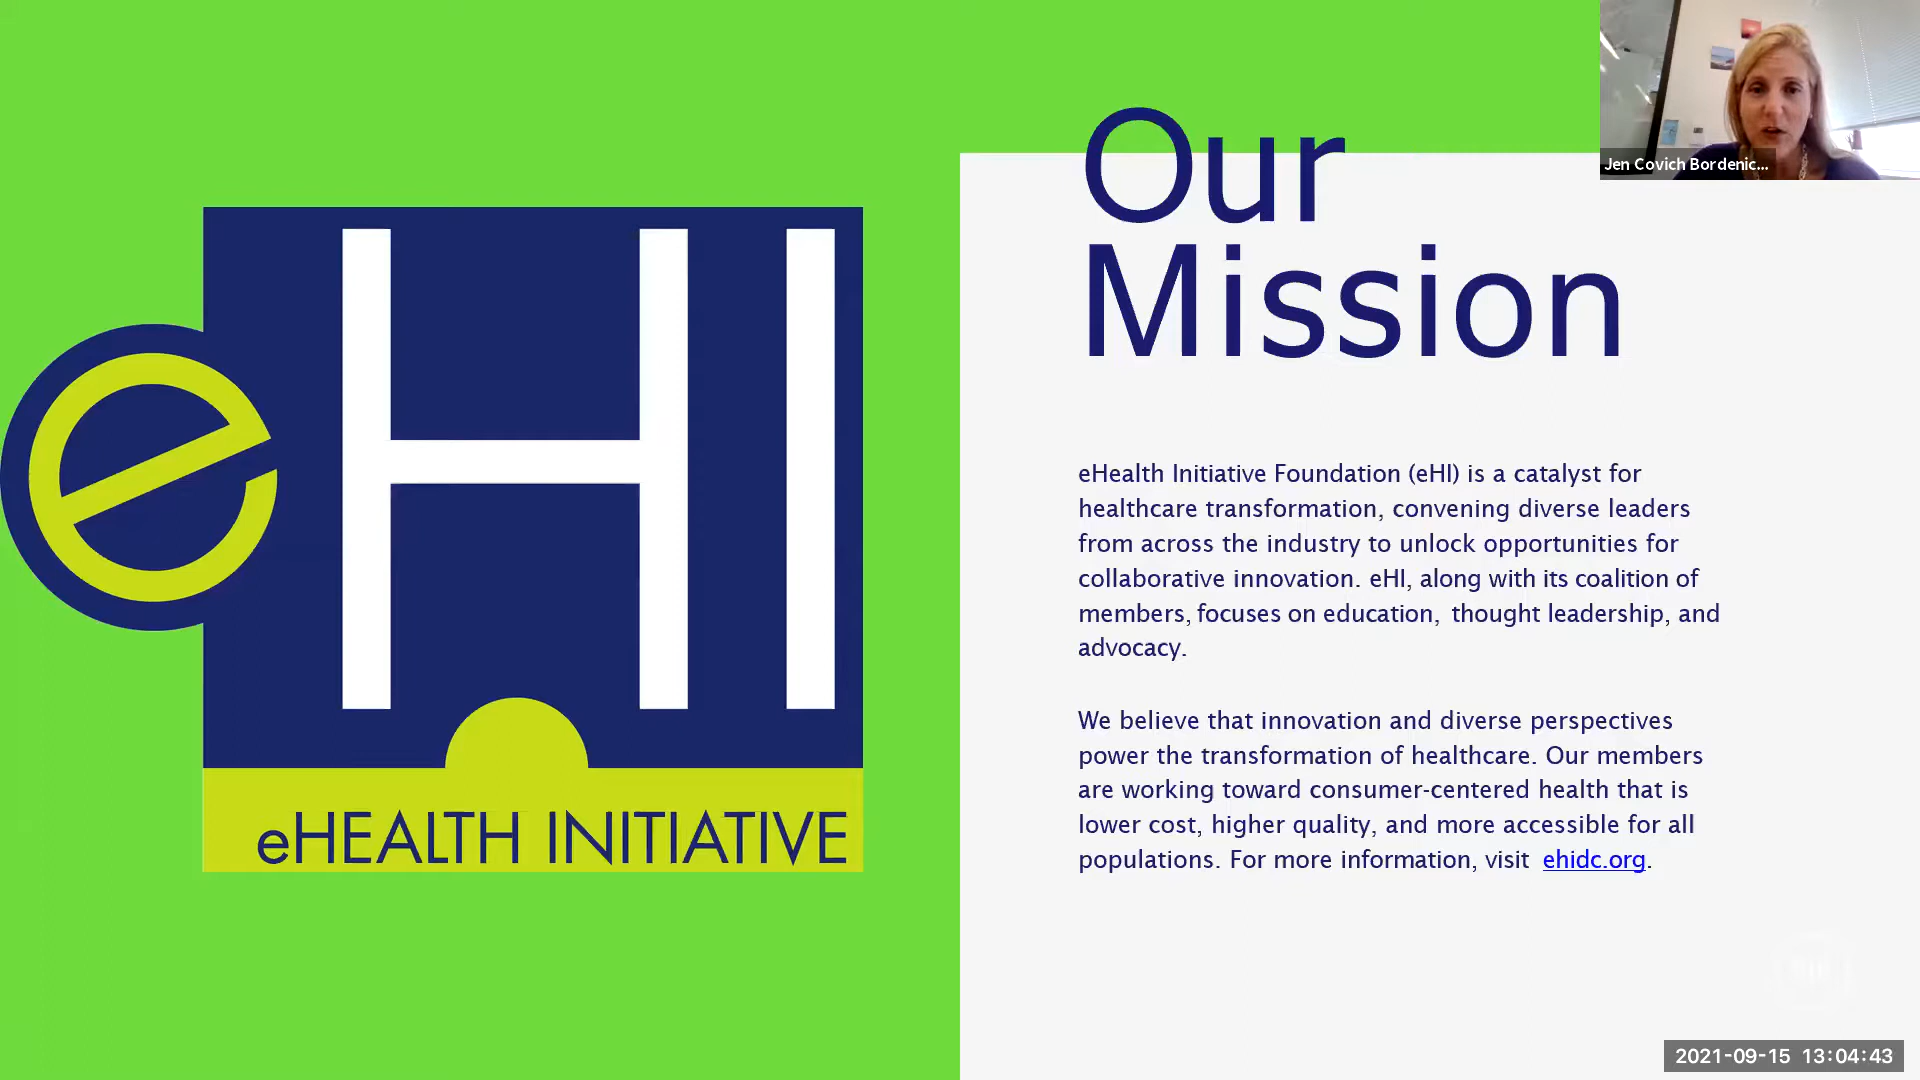 Our
Mission
Jen Covich Bordenic...
eHI
eHEALTH INITIATIVE
eHealth Initiative Foundation (eHI) is a catalyst for
healthcare transformation, convening diverse leaders
from across the industry to unlock opportunities for
collaborative innovation. eHI, along with its coalition of
members, focuses on education, thought leadership, and
advocacy.
We believe that innovation and diverse perspectives
power the transformation of healthcare. Our members
are working toward consumer-centered health that is
lower cost, higher quality, and more accessible for all
populations. For more information, visit ehidc.org.
2021-09-15 13:04:43